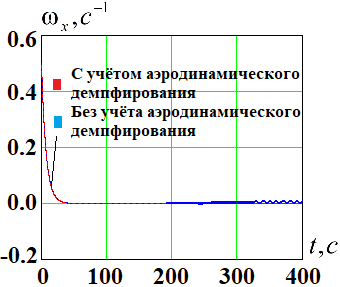 ωx, c⁻¹
0.6
С учётом аэродинамического
демпфирования
0.4
Без учёта аэродинамического
демпфирования
0.2
0.0
-0.2
0 100 200 300 400
t, c